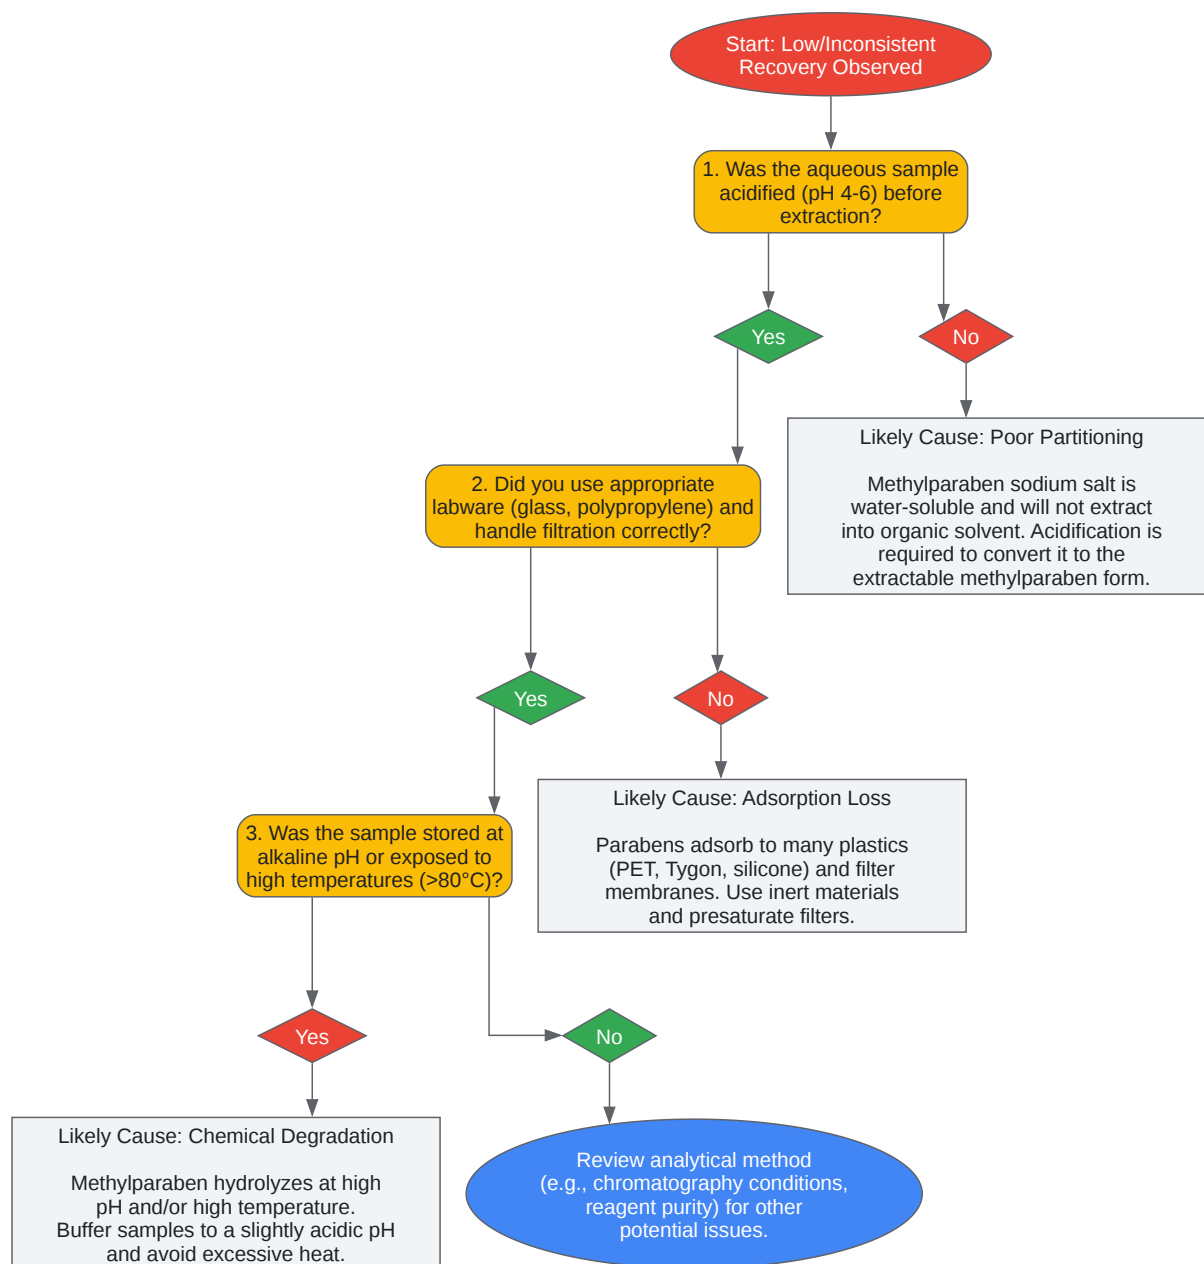 Start: Low/Inconsistent
Recovery Observed
1. Was the aqueous sample
acidified (pH 4-6) before
extraction?
Yes
No
Likely Cause: Poor Partitioning
Methylparaben sodium salt is
water-soluble and will not extract
into organic solvent. Acidification is
required to convert it to the
extractable methylparaben form.
2. Did you use appropriate
labware (glass, polypropylene) and
handle filtration correctly?
Yes
No
Likely Cause: Adsorption Loss
Parabens adsorb to many plastics
(PET, Tygon, silicone) and filter
membranes. Use inert materials
and presaturate filters.
3. Was the sample stored at
alkaline pH or exposed to
high temperatures (>80°C)?
Yes
No
Likely Cause: Chemical Degradation
Methylparaben hydrolyzes at high
pH and/or high temperature.
Buffer samples to a slightly acidic pH
and avoid excessive heat.
Review analytical method
(e.g., chromatography conditions,
reagent purity) for other
potential issues.